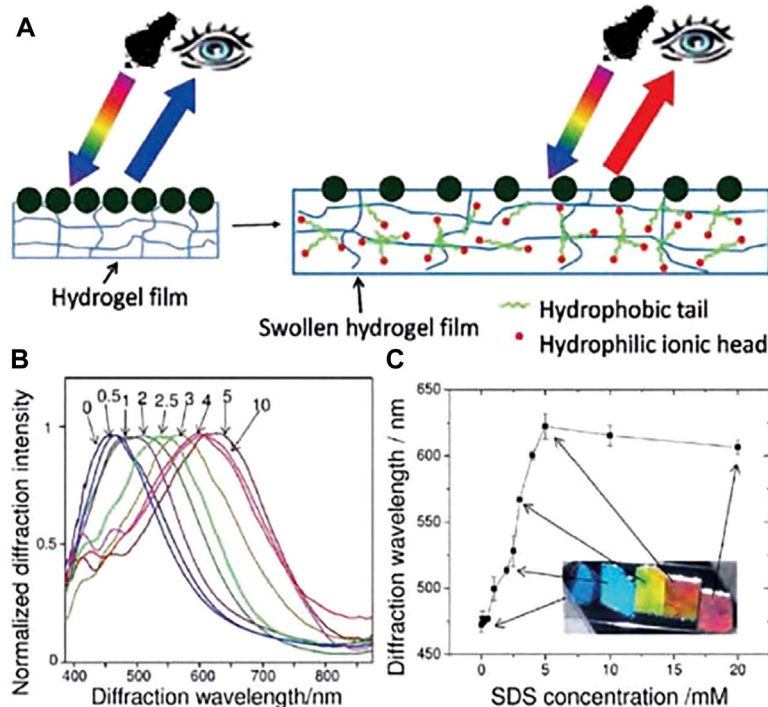 A
Hydrogel film
Swollen hydrogel film
Hydrophobic tail
Hydrophilic ionic head
B
0
0.5
1
2
2.5
3
4
5
10
Normalized diffraction intensity
1
0.5
0
400 500 600 700 800
Diffraction wavelength/nm
C
Diffraction wavelength / nm
650
600
550
500
450
0 5 10 15 20
SDS concentration /mM